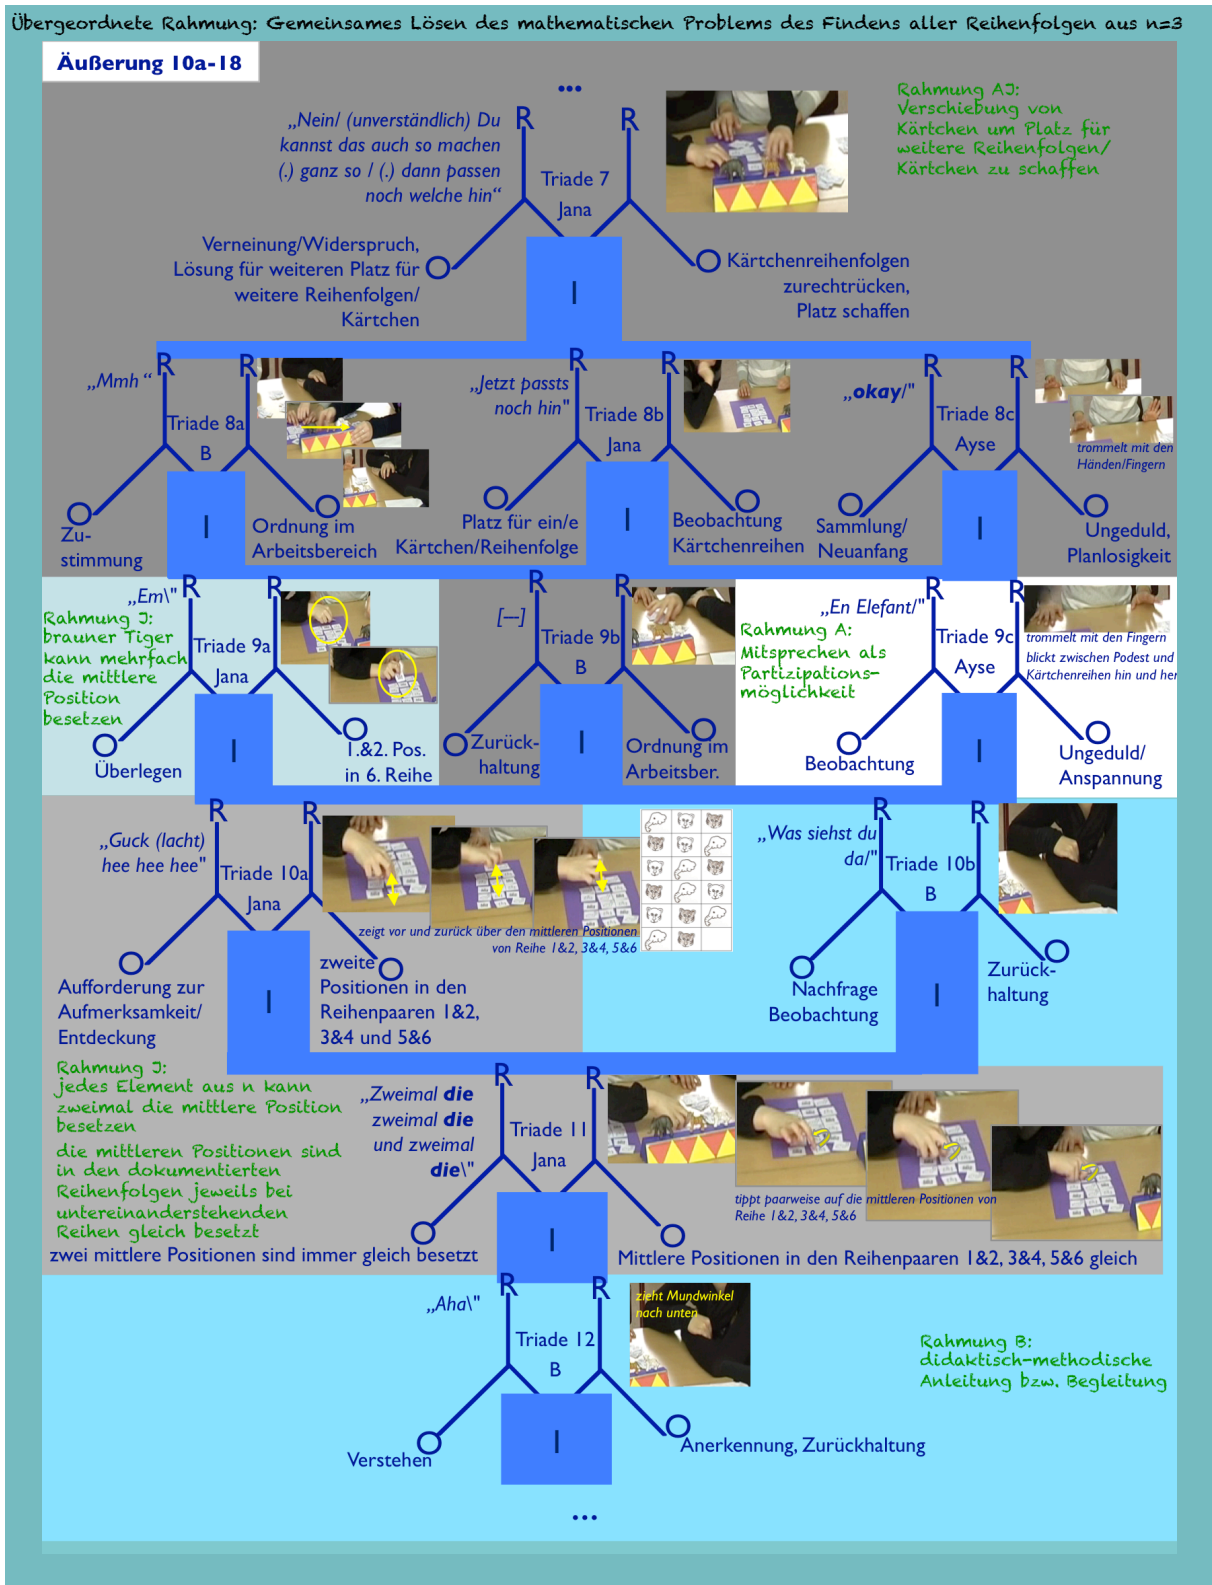 Übergeordnete Rahmung: Gemeinsames Lösen des mathematischen Problems des Findens aller Reihenfolgen aus n=3
Äußerung 10a-18
...
„Nein/ (unverständlich) Du
kannst das auch so machen
(.) ganz so / (.) dann passen
noch welche hin“
R
R
Triade 7
Jana
Rahmung AJ:
Verschiebung von
Kärtchen um Platz für
weitere Reihenfolgen/
Kärtchen zu schaffen
Verneinung/Widerspruch,
Lösung für weiteren Platz für
weitere Reihenfolgen/
Kärtchen
I
Kärtchenreihenfolgen
zurechtrücken,
Platz schaffen
„Mmh “
R
R
Triade 8a
B
Zu-
stimmung
I
Ordnung im
Arbeitsbereich
„Jetzt passts
noch hin"
R
R
Triade 8b
Jana
Platz für ein/e
Kärtchen/Reihenfolge
I
Beobachtung
Kärtchenreihen
„okay/"
R
R
Triade 8c
Ayse
trommelt mit den
Händen/Fingern
Sammlung/
Neuanfang
I
Ungeduld,
Planlosigkeit
Rahmung J:
brauner Tiger
kann mehrfach
die mittlere
Position
besetzen
„Em\"
R
R
Triade 9a
Jana
Überlegen
I
1.&2. Pos.
in 6. Reihe
[---]
R
R
Triade 9b
B
Zurück-
haltung
I
Ordnung im
Arbeitsber.
Rahmung A:
Mitsprechen als
Partizipations-
möglichkeit
„En Elefant/"
R
R
Triade 9c
Ayse
trommelt mit den Fingern
blickt zwischen Podest und
Kärtchenreihen hin und her
Beobachtung
I
Ungeduld/
Anspannung
„Guck (lacht)
hee hee hee"
R
R
Triade 10a
Jana
zeigt vor und zurück über den mittleren Positionen
von Reihe 1&2, 3&4, 5&6
Aufforderung zur
Aufmerksamkeit/
Entdeckung
I
zweite
Positionen in den
Reihenpaaren 1&2,
3&4 und 5&6
„Was siehst du
da/"
R
R
Triade 10b
B
Nachfrage
Beobachtung
I
Zurück-
haltung
Rahmung J:
jedes Element aus n kann
zweimal die mittlere Position
besetzen
die mittleren Positionen sind
in den dokumentierten
Reihenfolgen jeweils bei
untereinanderstehenden
Reihen gleich besetzt
„Zweimal die
zweimal die
und zweimal
die\"
R
R
Triade 11
Jana
tippt paarweise auf die mittleren Positionen von
Reihe 1&2, 3&4, 5&6
zwei mittlere Positionen sind immer gleich besetzt
I
Mittlere Positionen in den Reihenpaaren 1&2, 3&4, 5&6 gleich
„Aha\"
R
R
Triade 12
B
zieht Mundwinkel
nach unten
Rahmung B:
didaktisch-methodische
Anleitung bzw. Begleitung
Verstehen
I
Anerkennung, Zurückhaltung
...